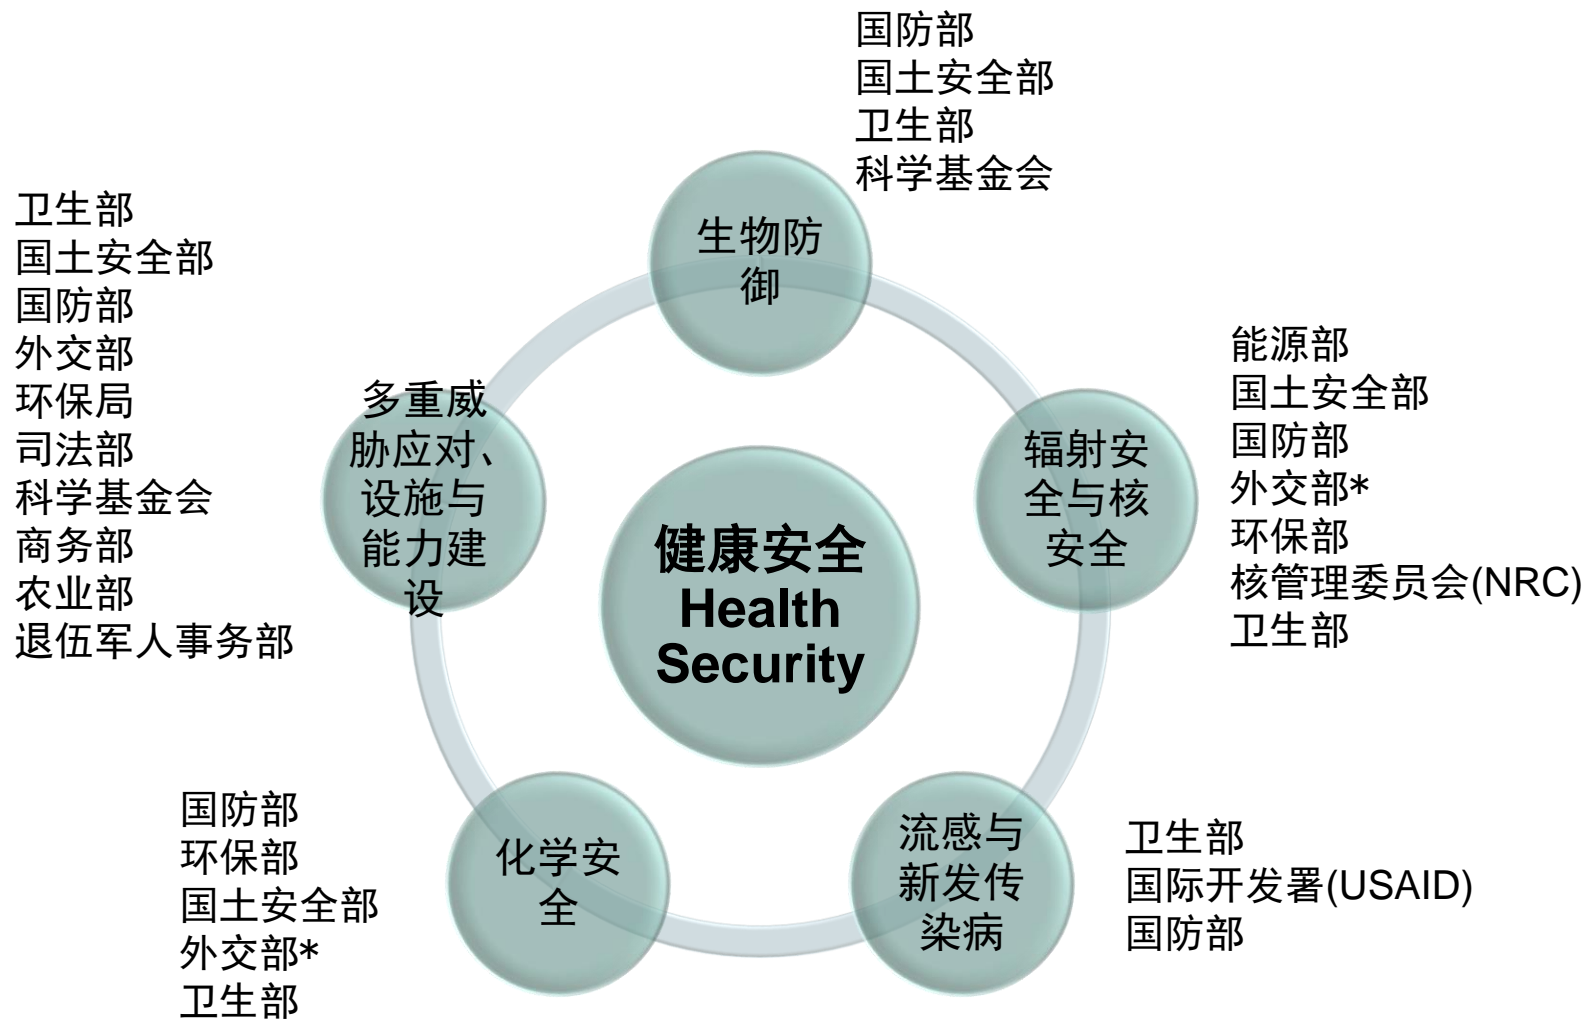 国防部
国土安全部
卫生部
科学基金会
生物防
御
卫生部
国土安全部
国防部
外交部
环保局
司法部
科学基金会
商务部
农业部
退伍军人事务部
多重威
胁应对、
设施与
能力建
设
健康安全
Health
Security
辐射安
全与核
安全
能源部
国土安全部
国防部
外交部*
环保部
核管理委员会(NRC)
卫生部
国防部
环保部
国土安全部
外交部*
卫生部
化学安
全
流感与
新发传
染病
卫生部
国际开发署(USAID)
国防部